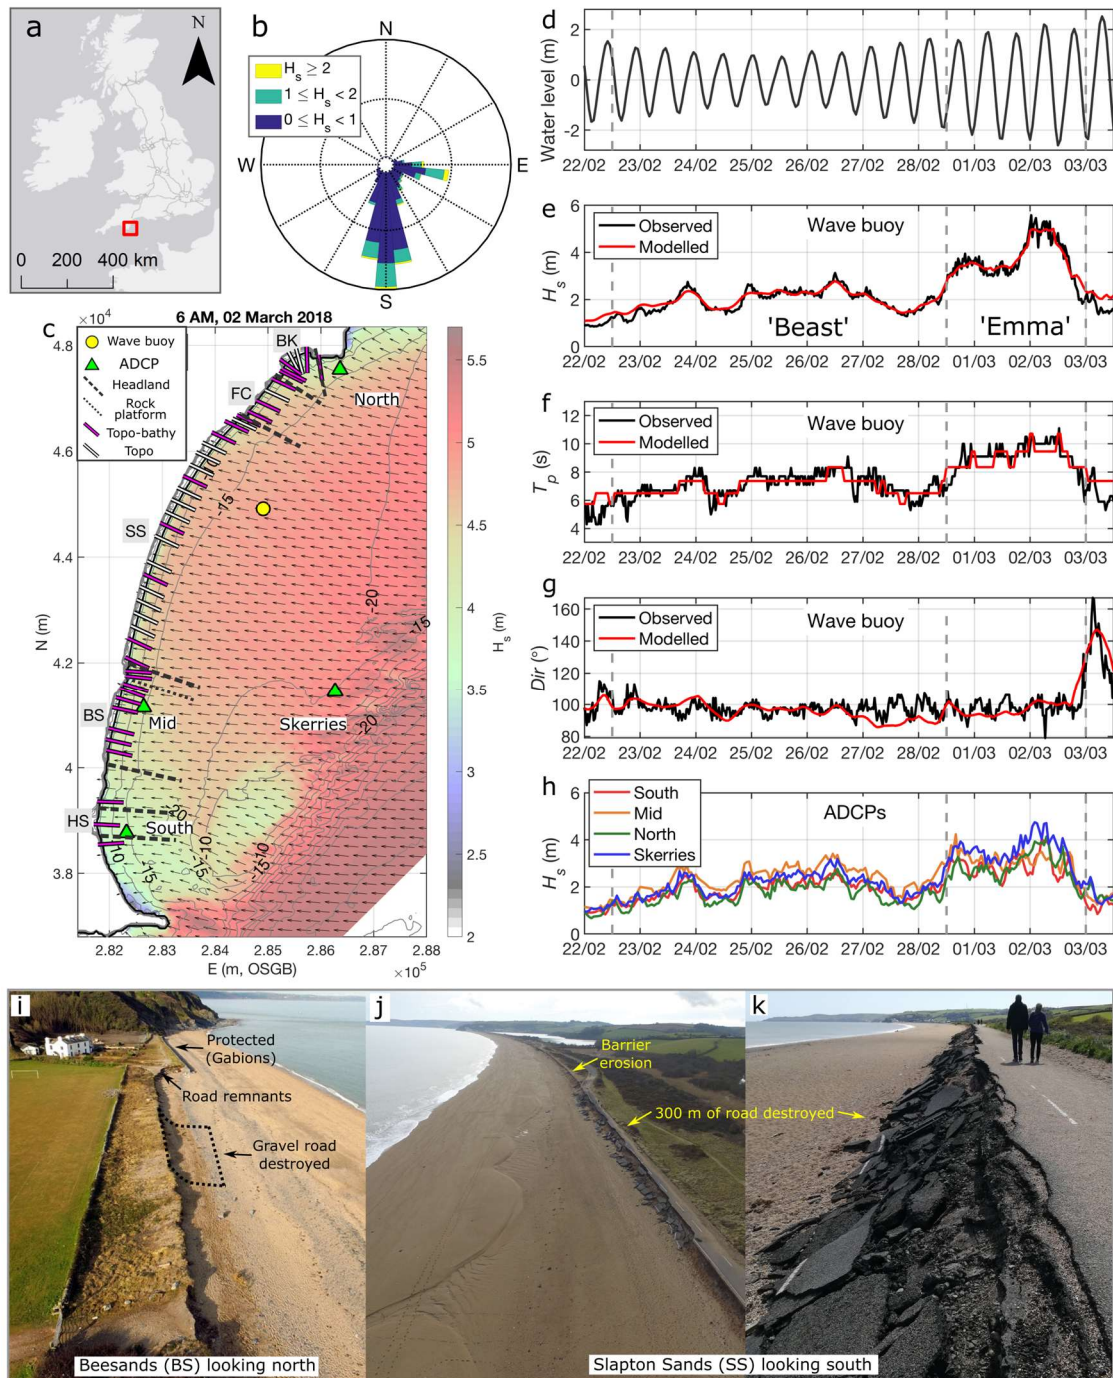 a
N
0 200 400 km
b
N
H_s ≥ 2
1 ≤ H_s < 2
0 ≤ H_s < 1
W
E
S
c
×10⁴
6 AM, 02 March 2018
4.8
4.6
4.4
4.2
4
3.8
N (m)
Wave buoy
ADCP
Headland
Rock
platform
Topo-bathy
Topo
BK
FC
SS
BS
HS
North
Mid
Skerries
South
-15
-20
-15
-20
-20
-10
-15
-10
-15
10
-15
2.82 2.83 2.84 2.85 2.86 2.87 2.88
E (m, OSGB)
×10⁵
5.5
5
4.5
4
3.5
3
2.5
2
H_s (m)
d
Water level (m)
2
0
-2
22/02 23/02 24/02 25/02 26/02 27/02 28/02 01/03 02/03 03/03
e
H_s (m)
6
4
2
0
Observed
Modelled
Wave buoy
'Beast'
'Emma'
22/02 23/02 24/02 25/02 26/02 27/02 28/02 01/03 02/03 03/03
f
T_p (s)
12
10
8
6
4
Observed
Modelled
Wave buoy
22/02 23/02 24/02 25/02 26/02 27/02 28/02 01/03 02/03 03/03
g
Dir (°)
160
140
120
100
80
Observed
Modelled
Wave buoy
22/02 23/02 24/02 25/02 26/02 27/02 28/02 01/03 02/03 03/03
h
H_s (m)
6
4
2
0
South
Mid
North
Skerries
ADCPs
22/02 23/02 24/02 25/02 26/02 27/02 28/02 01/03 02/03 03/03
i
Protected
(Gabions)
Road remnants
Gravel road
destroyed
Beesands (BS) looking north
j
Barrier
erosion
300 m of road destroyed
k
Slapton Sands (SS) looking south